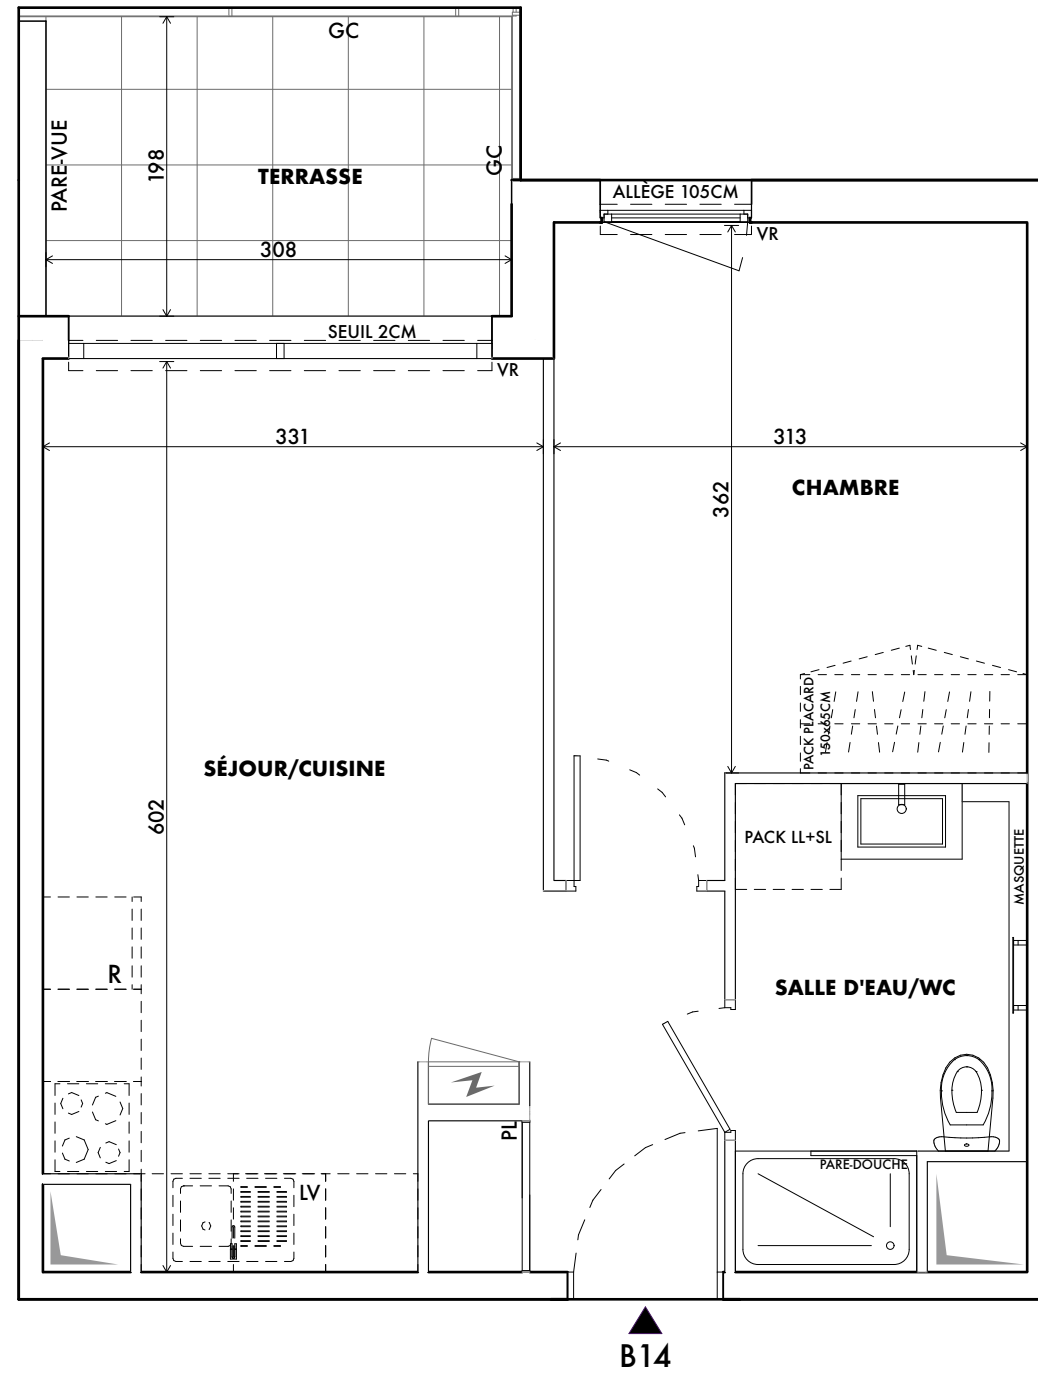 GC
PARE-VUE
198
GC
TERRASSE
308
ALLÈGE 105CM
VR
SEUIL 2CM
VR
331
313
362
CHAMBRE
PACK PLACARD
150x65CM
SÉJOUR/CUISINE
602
PACK LL+SL
MASQUETTE
R
SALLE D'EAU/WC
PL
PARE-DOUCHE
LV
B14